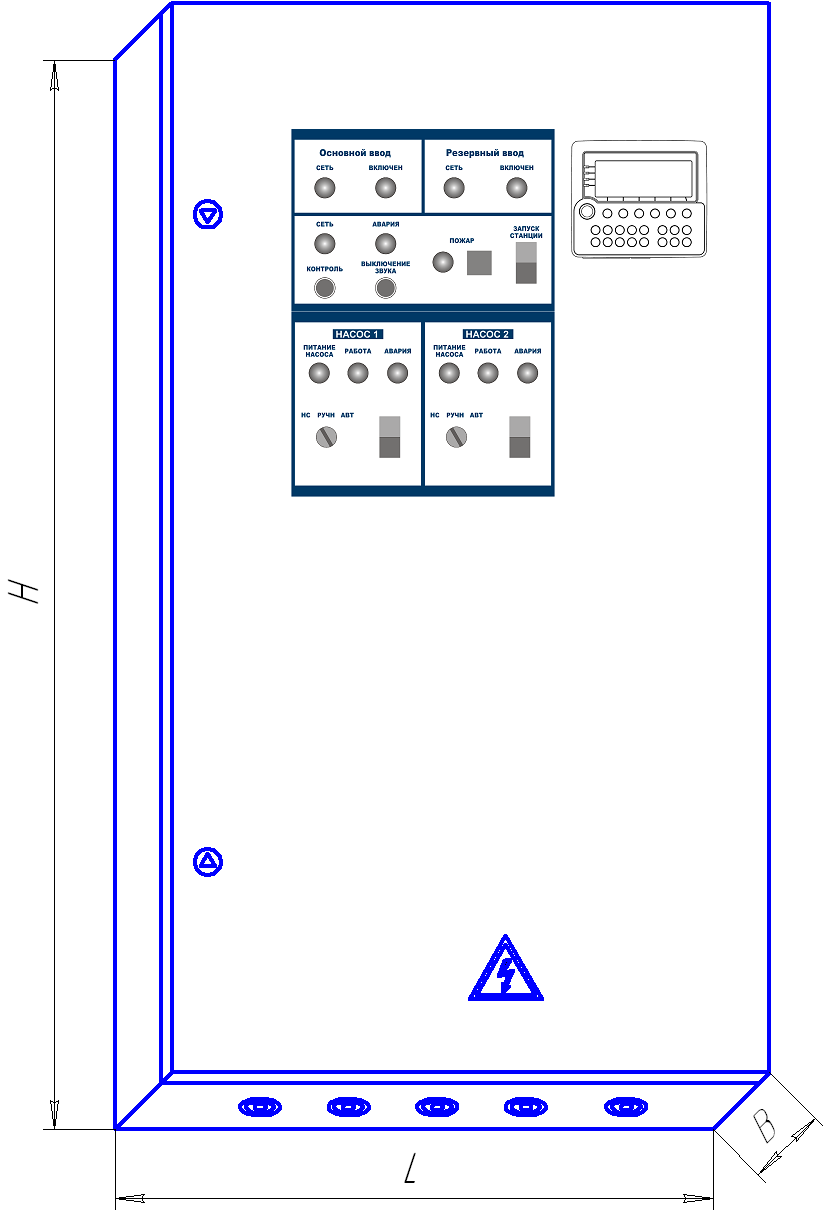 Основной ввод
Резервный ввод
СЕТЬ
ВКЛЮЧЕН
СЕТЬ
ВКЛЮЧЕН
СЕТЬ
АВАРИЯ
ПОЖАР
ЗАПУСК
СТАНЦИИ
КОНТРОЛЬ
ВЫКЛЮЧЕНИЕ
ЗВУКА
НАСОС 1
ПИТАНИЕ
НАСОСА
РАБОТА
АВАРИЯ
НС РУЧН АВТ
НАСОС 2
ПИТАНИЕ
НАСОСА
РАБОТА
АВАРИЯ
НС РУЧН АВТ
H
B
L